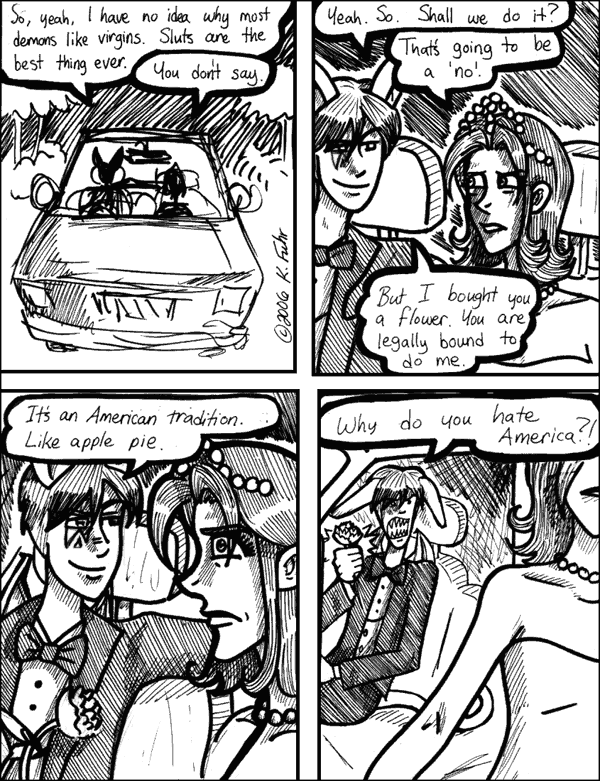 So, yeah, I have no idea why most
demons like virgins. Sluts are the
best thing ever.
You don't say.
©2006 K. Fuhr
Yeah. So. Shall we do it?
That's going to be
a 'no'.
But I bought you
a flower. You are
legally bound to
do me.
It's an American tradition.
Like apple pie.
Why do you hate
America?!